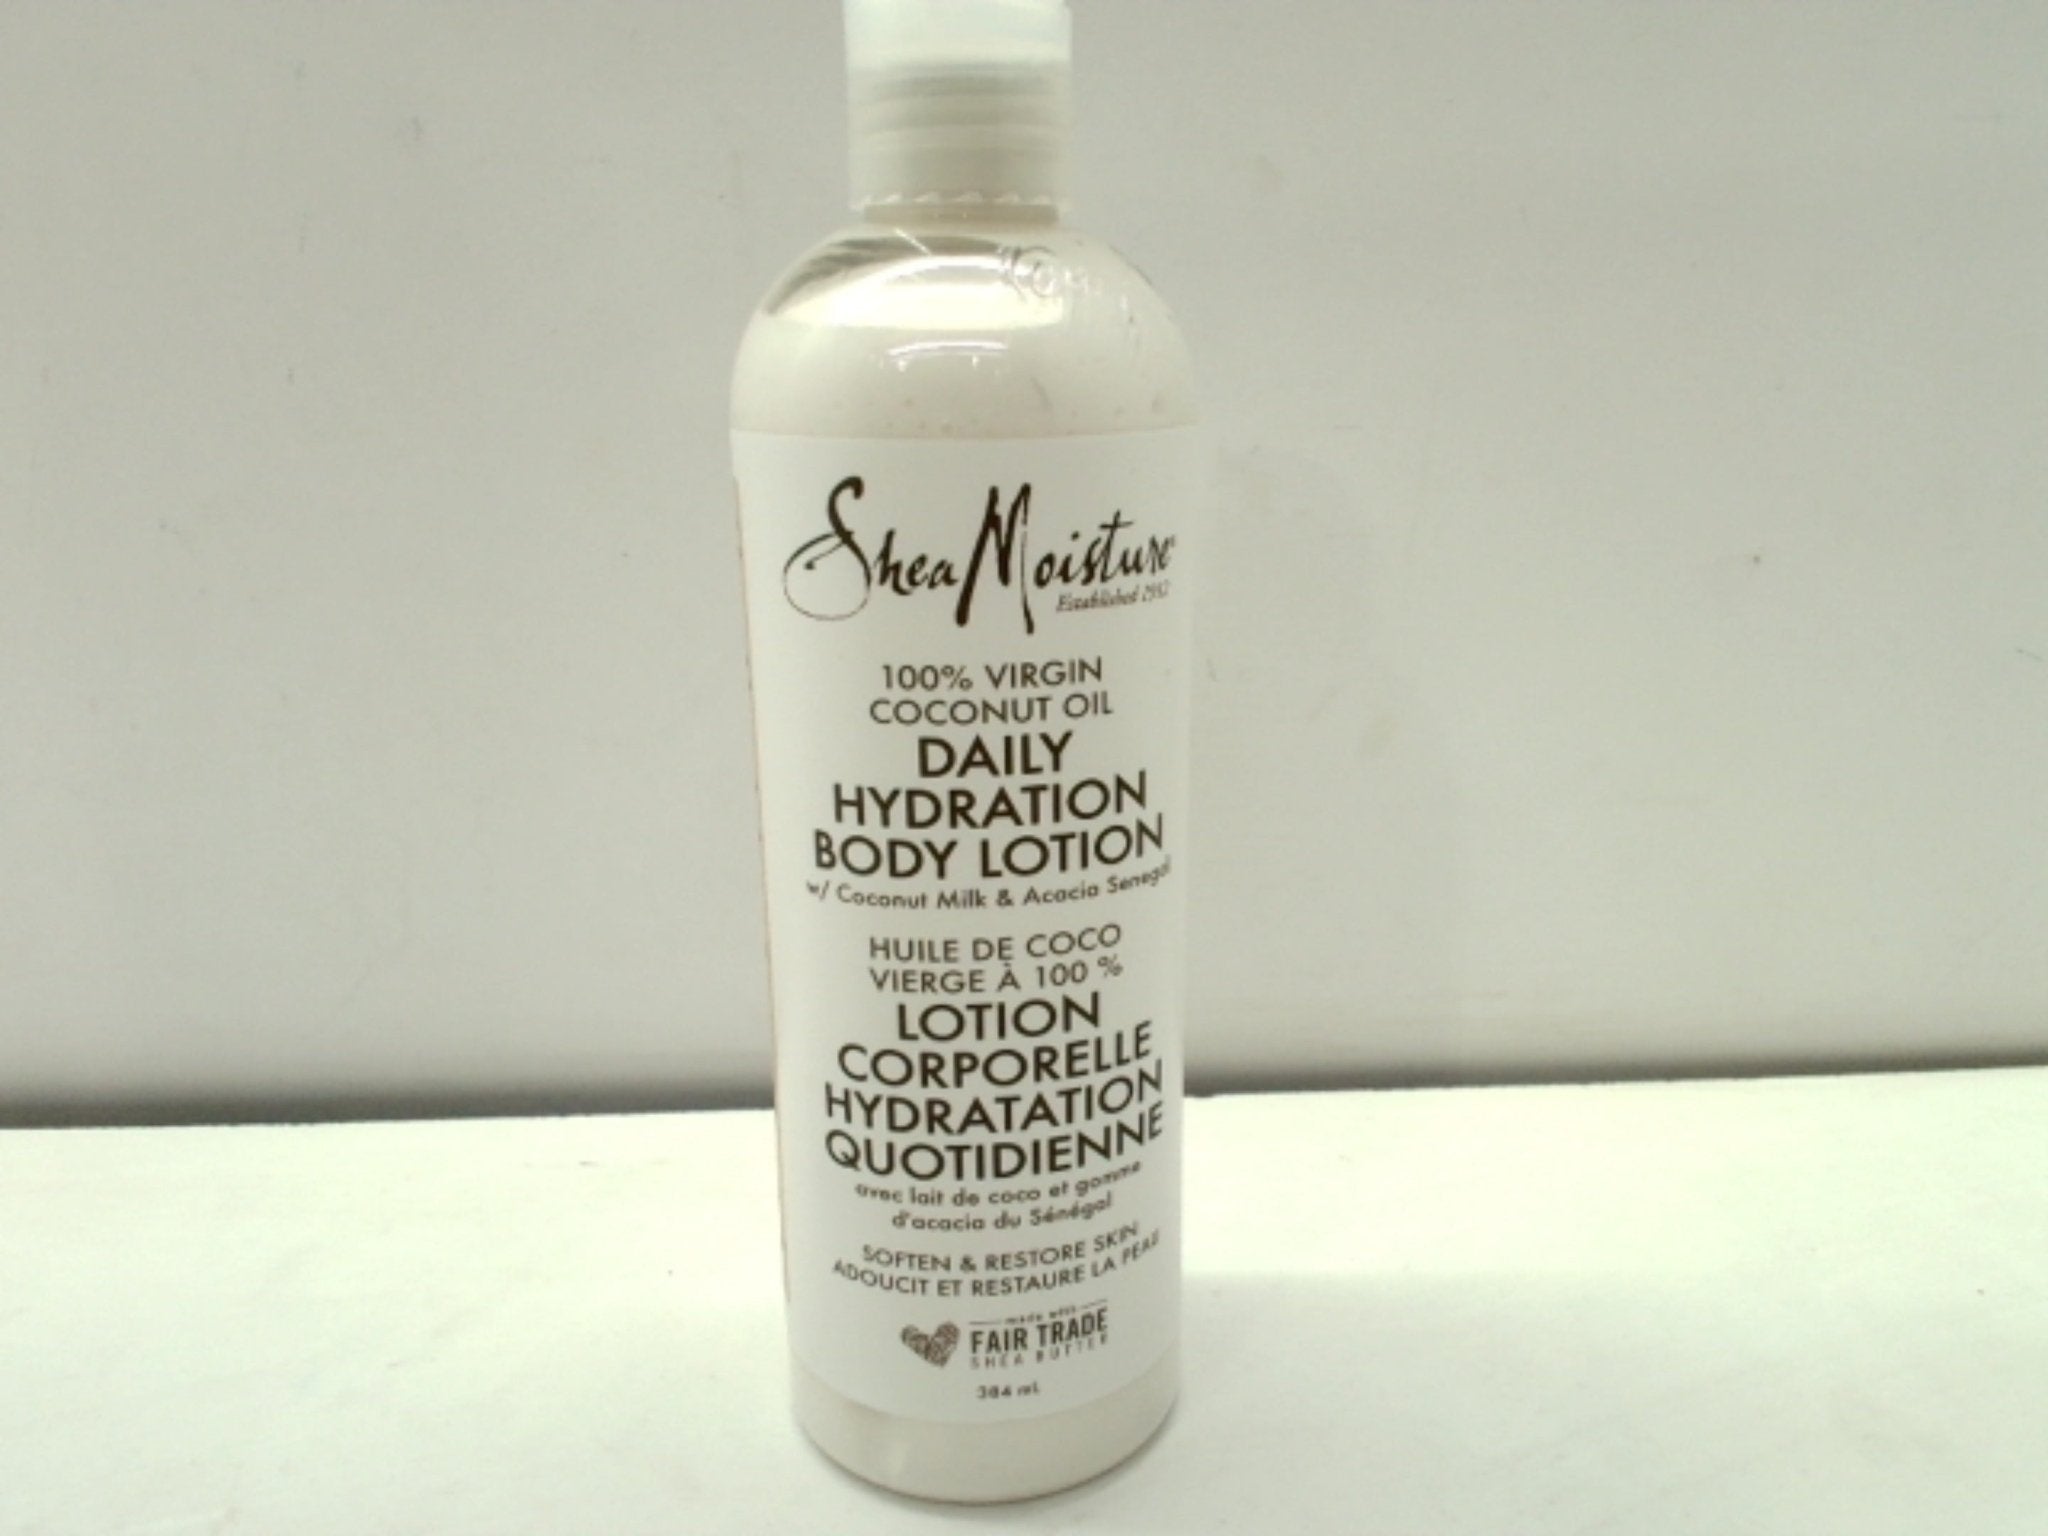 Shea Moisture
Established 1912
100% VIRGIN
COCONUT OIL
DAILY
HYDRATION
BODY LOTION
w/ Coconut Milk & Acacia Senegal
HUILE DE COCO
VIERGE À 100 %
LOTION
CORPORELLE
HYDRATATION
QUOTIDIENNE
avec lait de coco et gomme
d'acacia du Sénégal
SOFTEN & RESTORE SKIN
ADOUCIT ET RESTAURE LA PEAU
made with
FAIR TRADE
SHEA BUTTER
384 mL